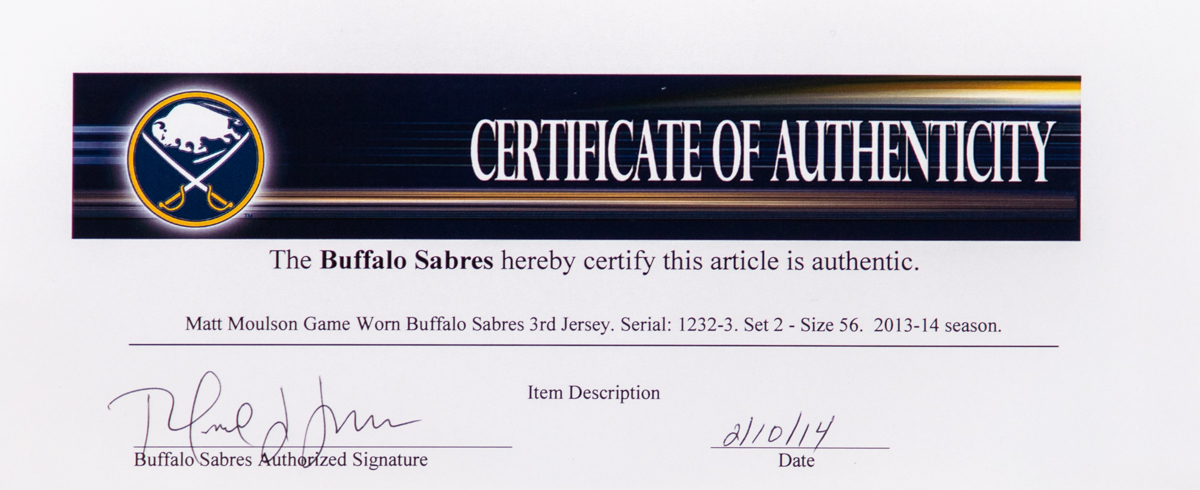 CERTIFICATE OF AUTHENTICITY
TM
The Buffalo Sabres hereby certify this article is authentic.
Matt Moulson Game Worn Buffalo Sabres 3rd Jersey. Serial: 1232-3. Set 2 - Size 56. 2013-14 season.
Item Description
2/10/14
Buffalo Sabres Authorized Signature
Date